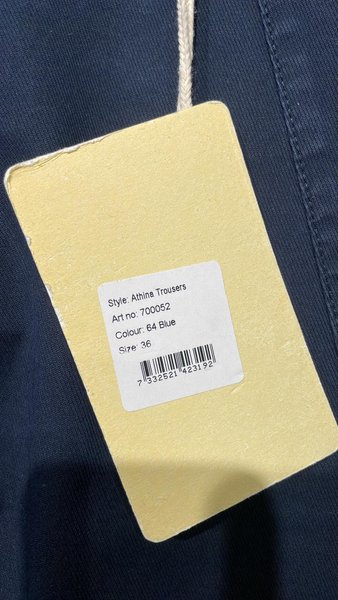 Style: Athina Trousers
Art no: 700052
Colour: 64 Blue
Size: 36
7 332521 423192